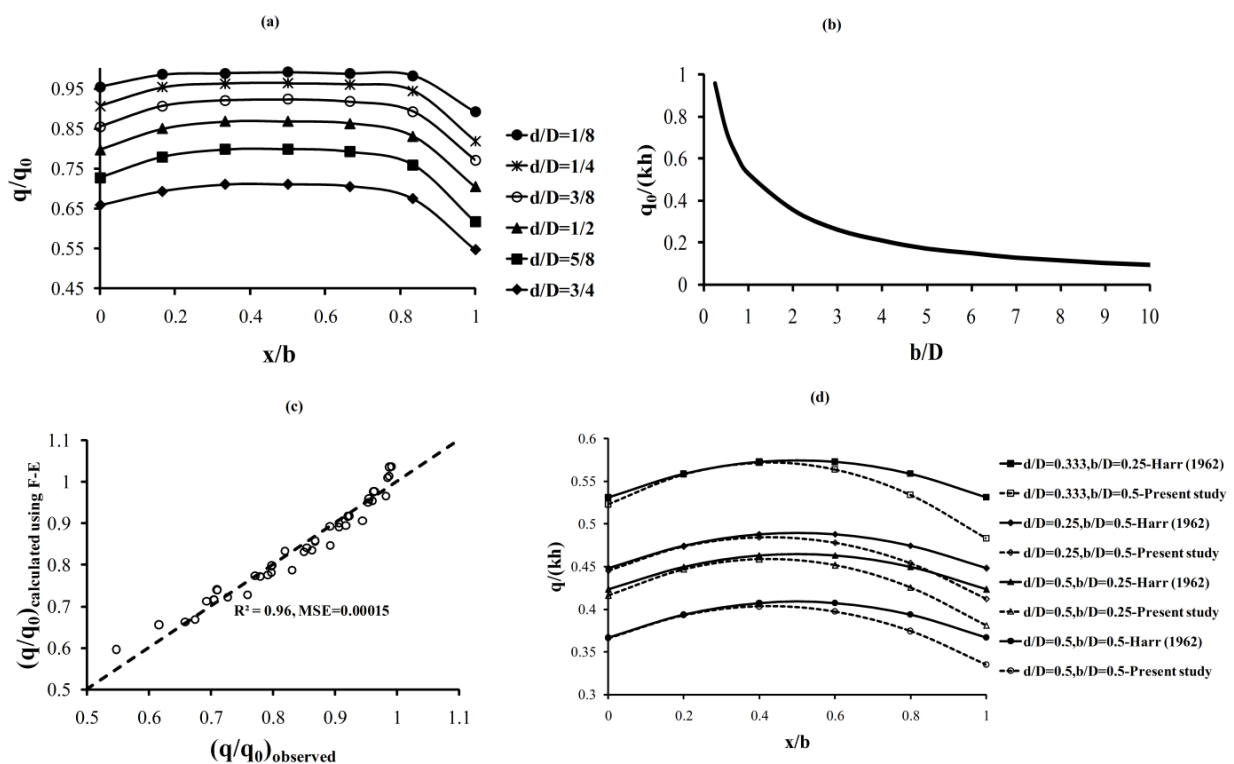 (a)
q/q0
0.95
0.85
0.75
0.65
0.55
0.45
0
0.2
0.4
0.6
0.8
1
x/b
d/D=1/8
d/D=1/4
d/D=3/8
d/D=1/2
d/D=5/8
d/D=3/4
(b)
q0/(kh)
1
0.8
0.6
0.4
0.2
0
0 1 2 3 4 5 6 7 8 9 10
b/D
(c)
(q/q0)calculated using F-E
1.1
1
0.9
0.8
0.7
0.6
0.5
R² = 0.96, MSE=0.00015
0.5 0.6 0.7 0.8 0.9 1 1.1
(q/q0)observed
(d)
q/(kh)
0.6
0.55
0.5
0.45
0.4
0.35
0.3
0 0.2 0.4 0.6 0.8 1
x/b
d/D=0.333,b/D=0.25-Harr (1962)
d/D=0.333,b/D=0.5-Present study
d/D=0.25,b/D=0.5-Harr (1962)
d/D=0.25,b/D=0.5-Present study
d/D=0.5,b/D=0.25-Harr (1962)
d/D=0.5,b/D=0.25-Present study
d/D=0.5,b/D=0.5-Harr (1962)
d/D=0.5,b/D=0.5-Present study